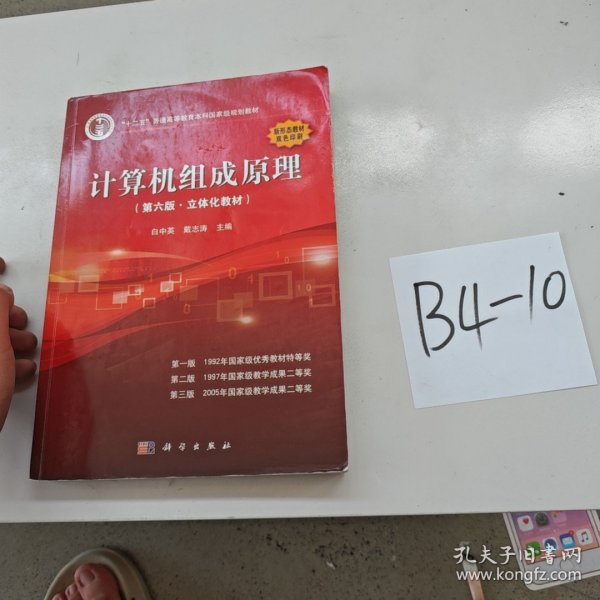 "十二五"普通高等教育本科国家级规划教材
新形态教材
双色印刷
计算机组成原理
(第六版·立体化教材)
白中英 戴志涛 主编
第一版 1992年国家级优秀教材特等奖
第二版 1997年国家级教学成果二等奖
第三版 2005年国家级教学成果二等奖
科学出版社
B4-10
孔夫子旧书网
www.kongfz.com